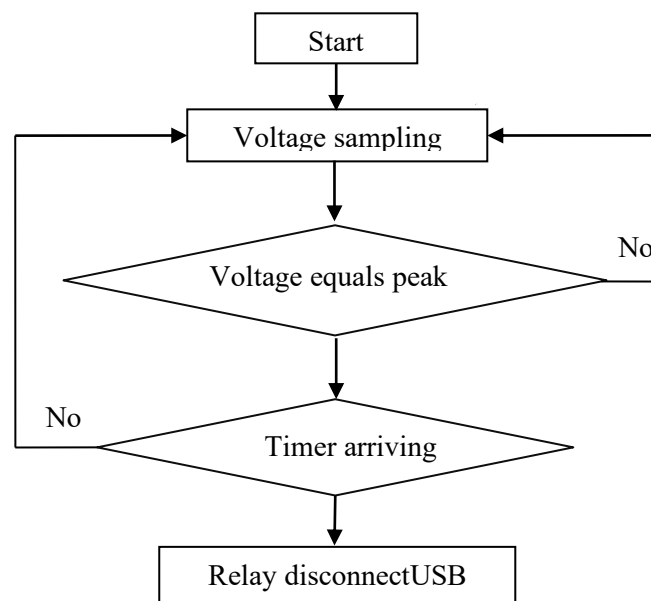 Start
Voltage sampling
Voltage equals peak
No
No
Timer arriving
Relay disconnectUSB